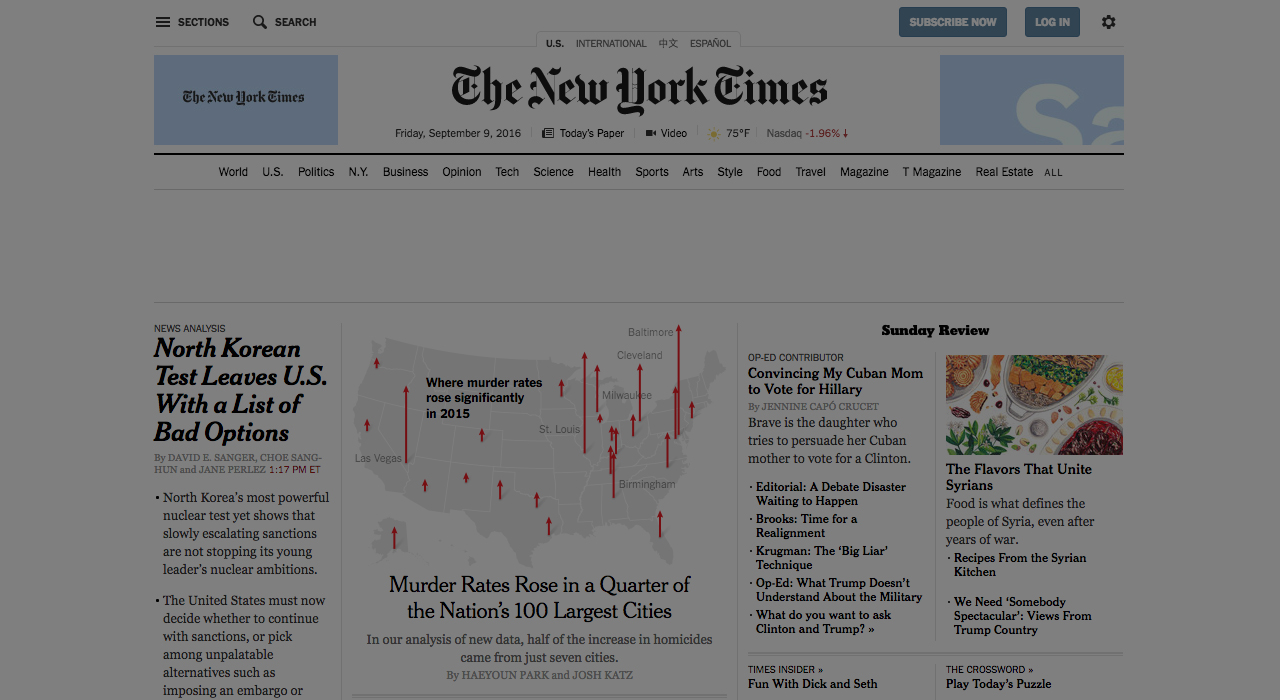 SECTIONS
SEARCH
SUBSCRIBE NOW
LOG IN
U.S. INTERNATIONAL 中文 ESPAÑOL
The New York Times
The New York Times
Sa
Friday, September 9, 2016
Today's Paper
Video
75°F
Nasdaq -1.96%
World U.S. Politics N.Y. Business Opinion Tech Science Health Sports Arts Style Food Travel Magazine T Magazine Real Estate ALL
NEWS ANALYSIS
North Korean
Test Leaves U.S.
With a List of
Bad Options
By DAVID E. SANGER, CHOE SANG-
HUN and JANE PERLEZ 1:17 PM ET
• North Korea's most powerful
nuclear test yet shows that
slowly escalating sanctions
are not stopping its young
leader's nuclear ambitions.
• The United States must now
decide whether to continue
with sanctions, or pick
among unpalatable
alternatives such as
imposing an embargo or
Baltimore
Cleveland
Where murder rates
rose significantly
in 2015
Milwaukee
St. Louis
Las Vegas
Birmingham
Murder Rates Rose in a Quarter of
the Nation's 100 Largest Cities
In our analysis of new data, half of the increase in homicides
came from just seven cities.
By HAEYOUN PARK and JOSH KATZ
Sunday Review
OP-ED CONTRIBUTOR
Convincing My Cuban Mom
to Vote for Hillary
By JENNINE CAPÓ CRUCET
Brave is the daughter who
tries to persuade her Cuban
mother to vote for a Clinton.
· Editorial: A Debate Disaster
Waiting to Happen
· Brooks: Time for a
Realignment
· Krugman: The 'Big Liar'
Technique
· Op-Ed: What Trump Doesn't
Understand About the Military
· What do you want to ask
Clinton and Trump? »
The Flavors That Unite
Syrians
Food is what defines the
people of Syria, even after
years of war.
· Recipes From the Syrian
Kitchen
· We Need 'Somebody
Spectacular': Views From
Trump Country
TIMES INSIDER »
Fun With Dick and Seth
THE CROSSWORD »
Play Today's Puzzle